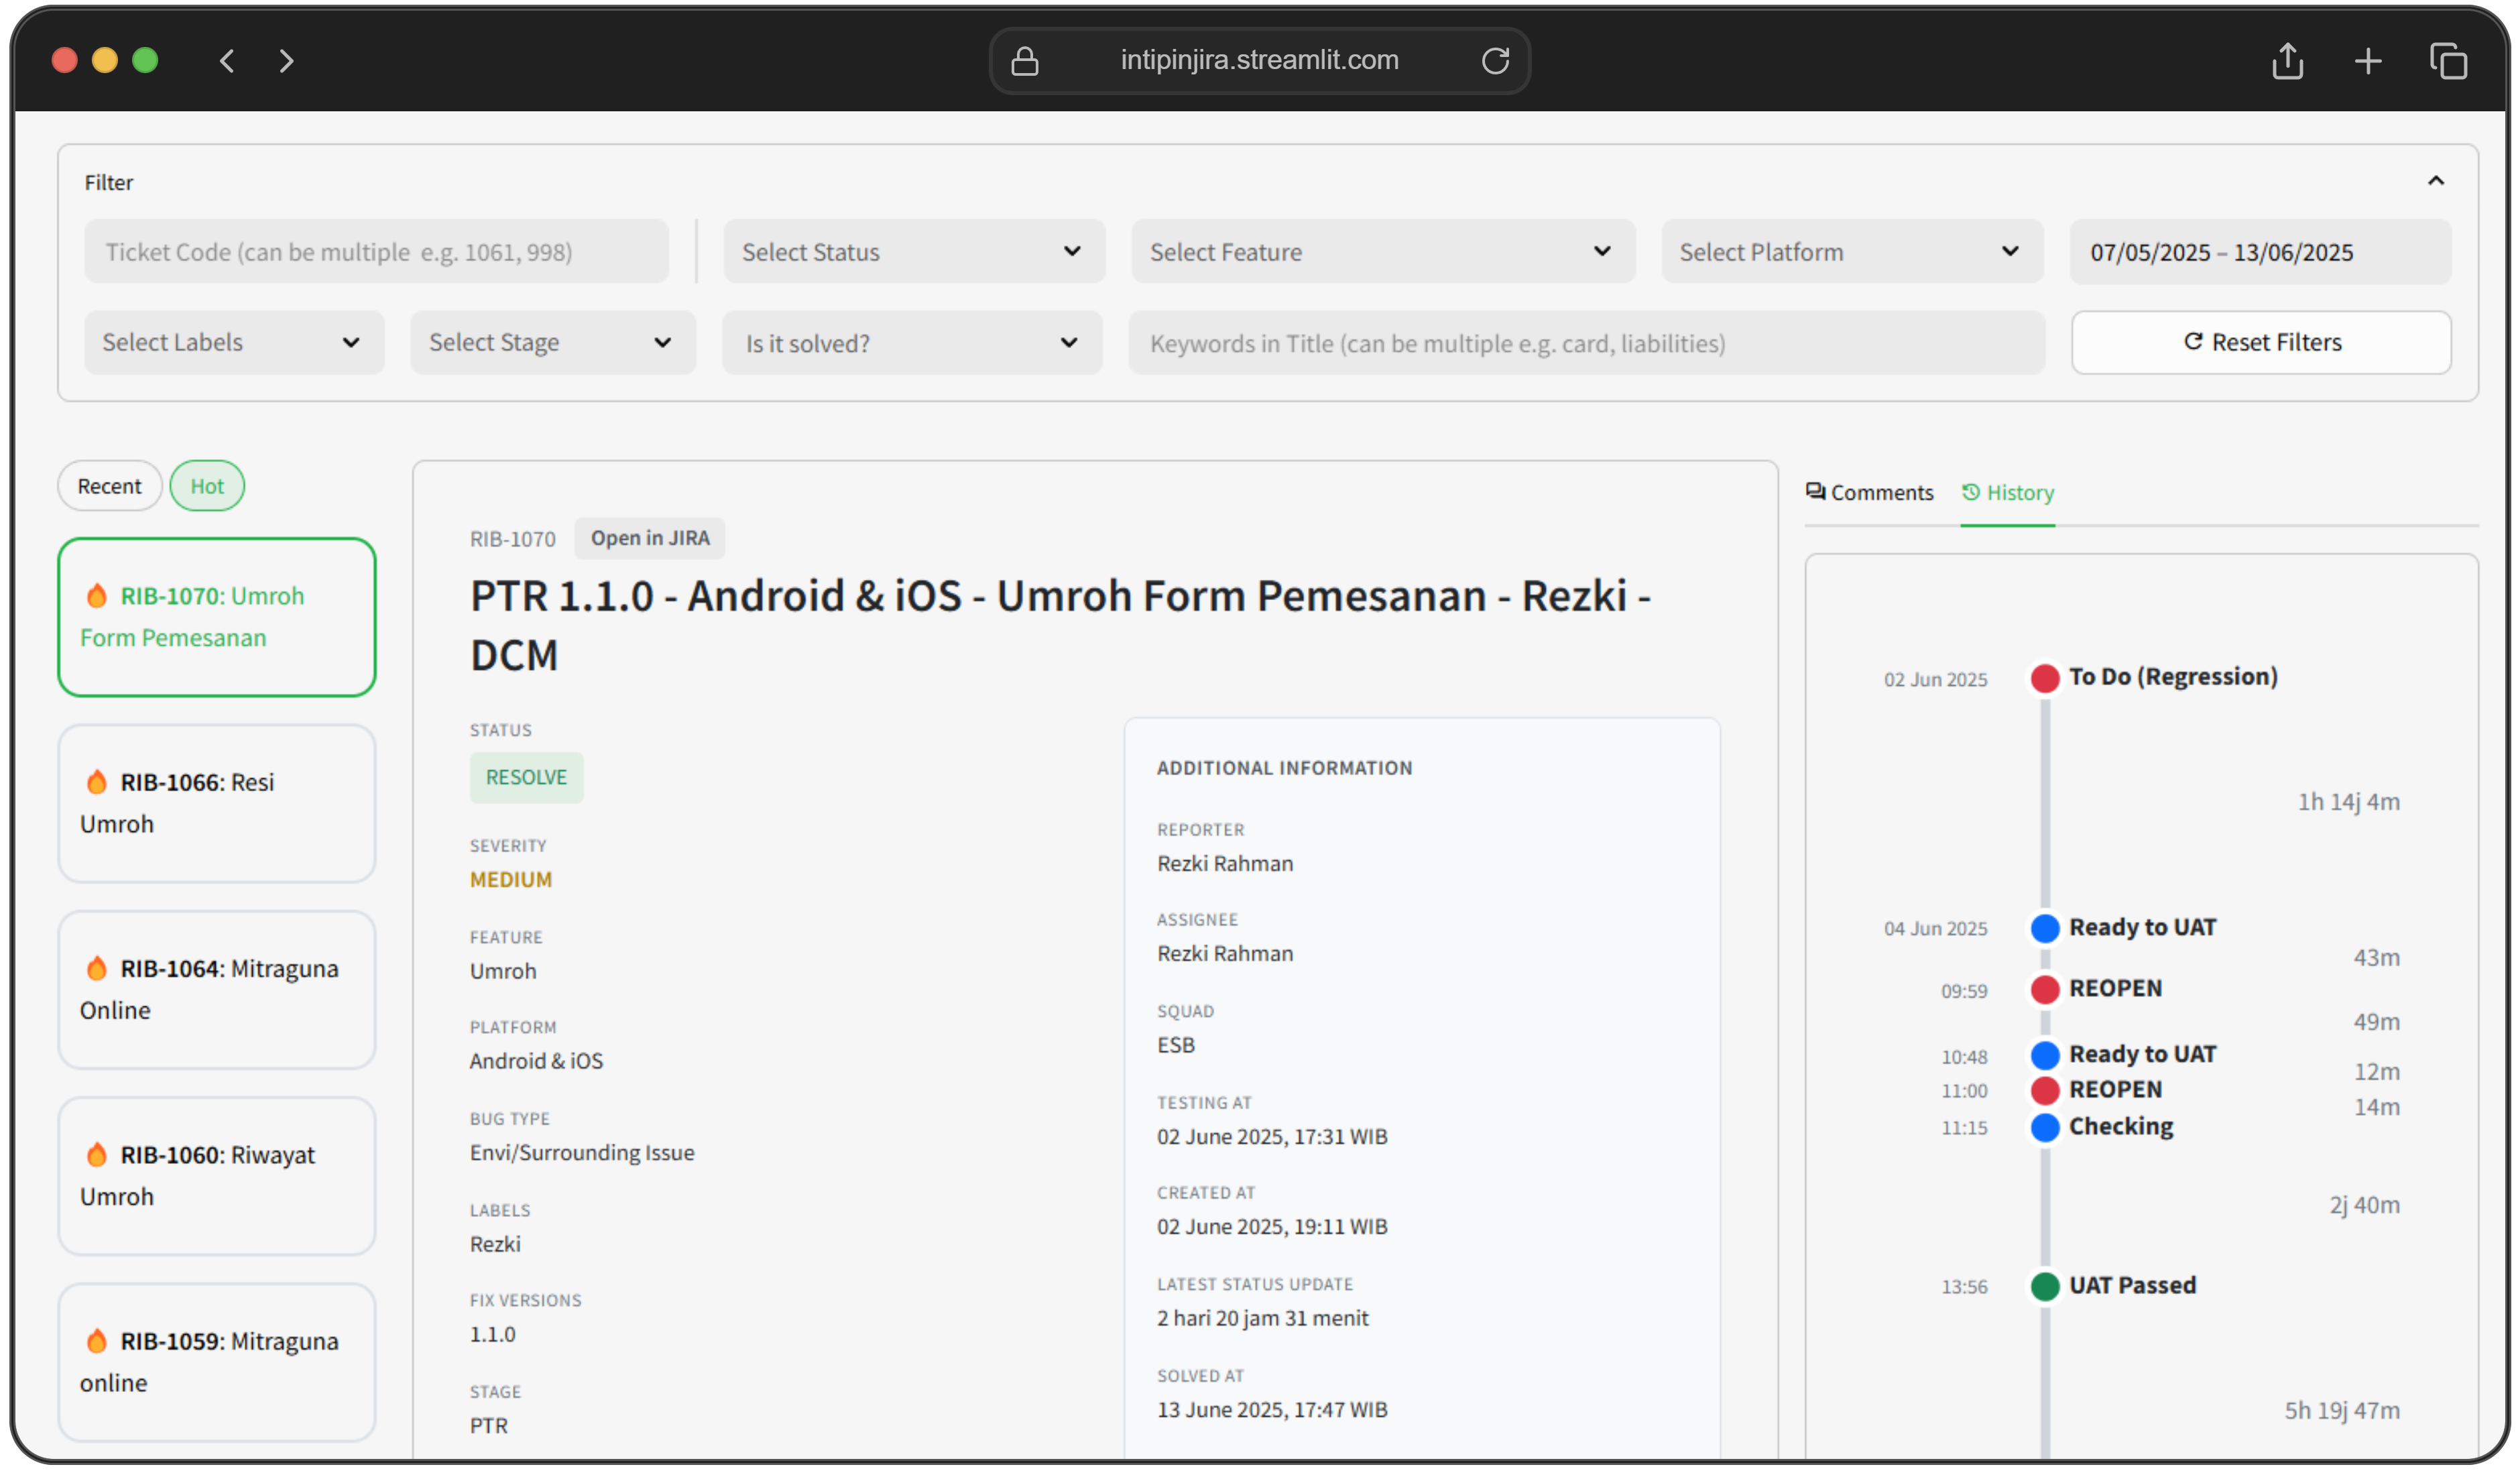 intipinjira.streamlit.com
Filter
Ticket Code (can be multiple e.g. 1061, 998)
Select Status
Select Feature
Select Platform
07/05/2025 – 13/06/2025
Select Labels
Select Stage
Is it solved?
Keywords in Title (can be multiple e.g. card, liabilities)
Reset Filters
Recent
Hot
RIB-1070: Umroh
Form Pemesanan
RIB-1066: Resi
Umroh
RIB-1064: Mitraguna
Online
RIB-1060: Riwayat
Umroh
RIB-1059: Mitraguna
online
RIB-1070
Open in JIRA
PTR 1.1.0 - Android & iOS - Umroh Form Pemesanan - Rezki -
DCM
STATUS
RESOLVE
SEVERITY
MEDIUM
FEATURE
Umroh
PLATFORM
Android & iOS
BUG TYPE
Envi/Surrounding Issue
LABELS
Rezki
FIX VERSIONS
1.1.0
STAGE
PTR
ADDITIONAL INFORMATION
REPORTER
Rezki Rahman
ASSIGNEE
Rezki Rahman
SQUAD
ESB
TESTING AT
02 June 2025, 17:31 WIB
CREATED AT
02 June 2025, 19:11 WIB
LATEST STATUS UPDATE
2 hari 20 jam 31 menit
SOLVED AT
13 June 2025, 17:47 WIB
Comments
History
02 Jun 2025
To Do (Regression)
1h 14j 4m
04 Jun 2025
Ready to UAT
43m
09:59
REOPEN
49m
10:48
Ready to UAT
12m
11:00
REOPEN
14m
11:15
Checking
2j 40m
13:56
UAT Passed
5h 19j 47m